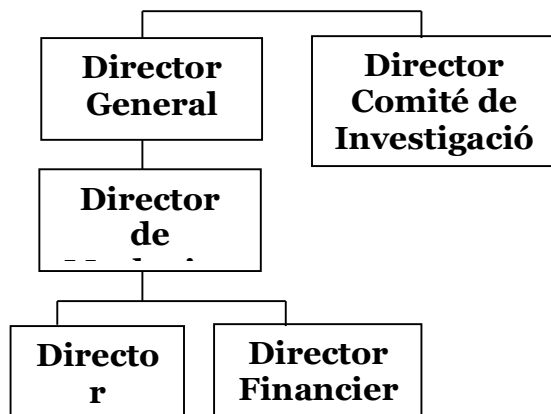 Director
General
Director
Comité de
Investigació
Director
de
Directo
r
Director
Financier